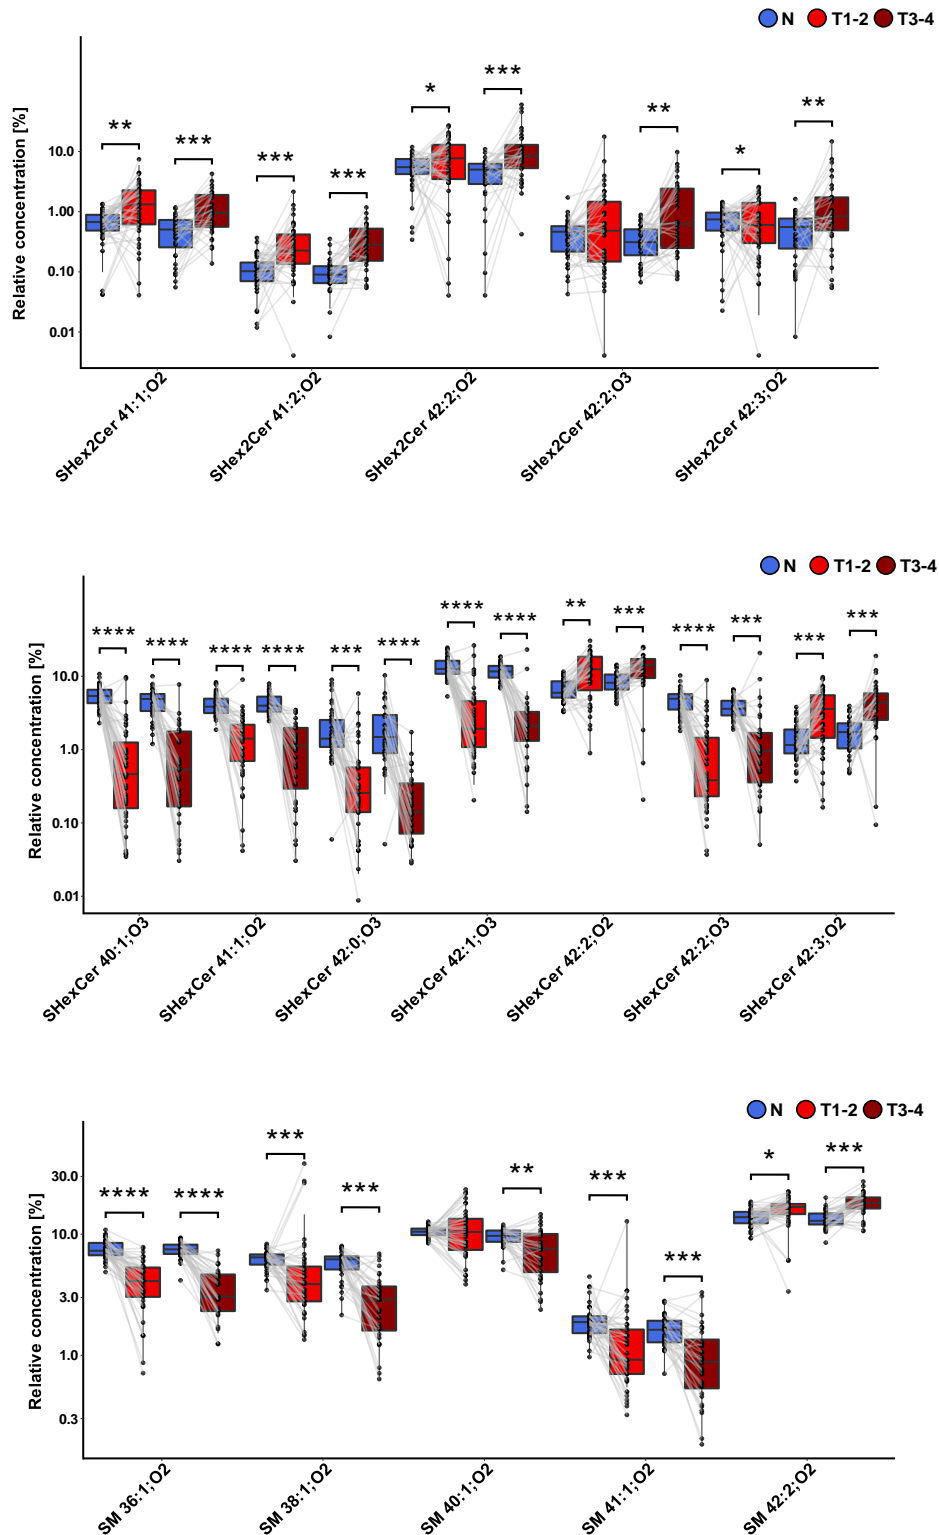 N T1-2 T3-4
Relative concentration [%]
* ***
** *** *** *** ** * **
10.0
1.00
0.10
0.01
SHex2Cer 41:1;O2
SHex2Cer 41:2;O2
SHex2Cer 42:2;O2
SHex2Cer 42:2;O3
SHex2Cer 42:3;O2
N T1-2 T3-4
Relative concentration [%]
**** **** **** **** *** **** **** **** ** *** **** *** *** ***
10.0
1.0
0.10
0.01
SHexCer 40:1;O3
SHexCer 41:1;O2
SHexCer 42:0;O3
SHexCer 42:1;O3
SHexCer 42:2;O2
SHexCer 42:2;O3
SHexCer 42:3;O2
N T1-2 T3-4
Relative concentration [%]
**** **** *** *** ** *** *** * ***
30.0
10.0
3.0
1.0
0.3
SM 36:1;O2
SM 38:1;O2
SM 40:1;O2
SM 41:1;O2
SM 42:2;O2